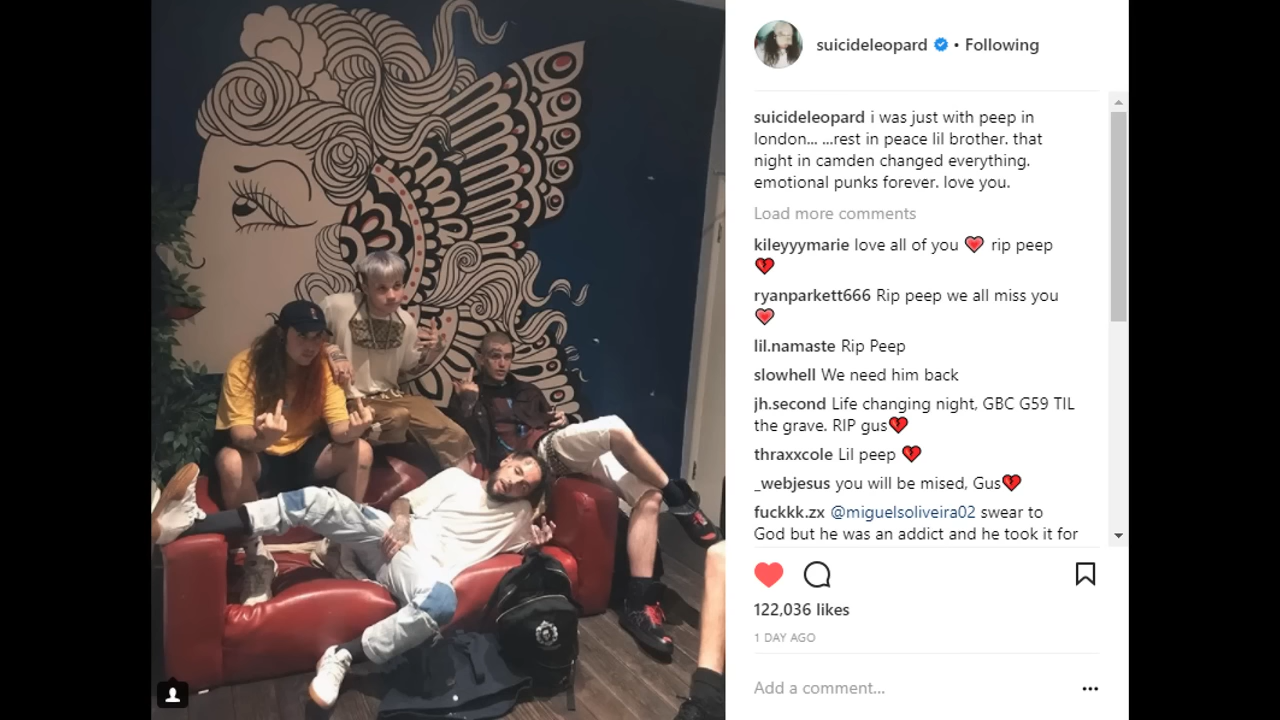 suicideleopard • Following
suicideleopard i was just with peep in
london... ...rest in peace lil brother. that
night in camden changed everything.
emotional punks forever. love you.
Load more comments
kileyyymarie love all of you ❤️ rip peep
💔
ryanparkett666 Rip peep we all miss you
❤️
lil.namaste Rip Peep
slowhell We need him back
jh.second Life changing night, GBC G59 TIL
the grave. RIP gus💔
thraxxcole Lil peep 💔
_webjesus you will be mised, Gus💔
fuckkk.zx @miguelsoliveira02 swear to
God but he was an addict and he took it for
122,036 likes
1 DAY AGO
Add a comment...